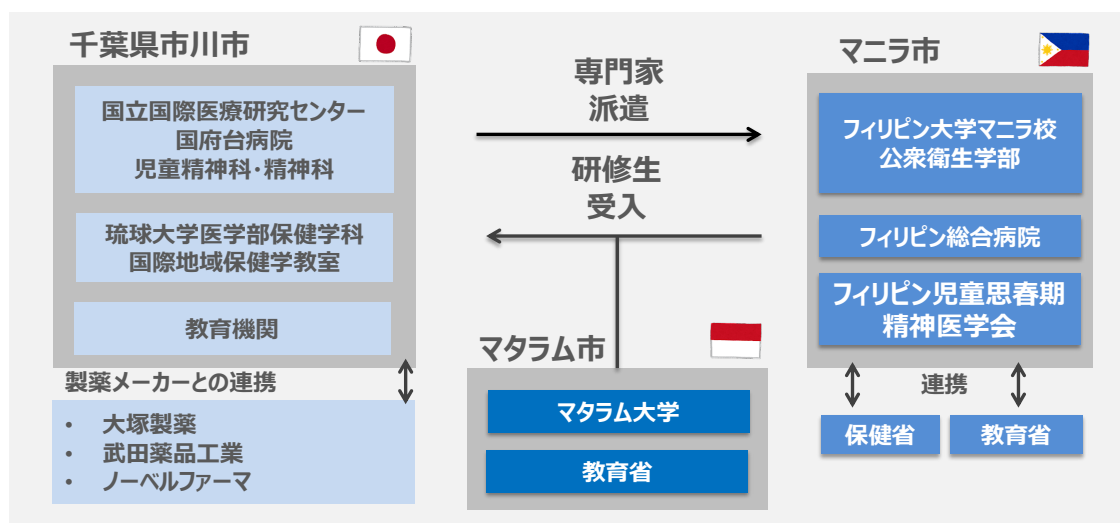 千葉県市川市
国立国際医療研究センター
国府台病院
児童精神科・精神科
琉球大学医学部保健学科
国際地域保健学教室
教育機関
製薬メーカーとの連携
• 大塚製薬
• 武田薬品工業
• ノーベルファーマ
専門家
派遣
研修生
受入
マタラム市
マタラム大学
教育省
マニラ市
フィリピン大学マニラ校
公衆衛生学部
フィリピン総合病院
フィリピン児童思春期
精神医学会
連携
保健省
教育省